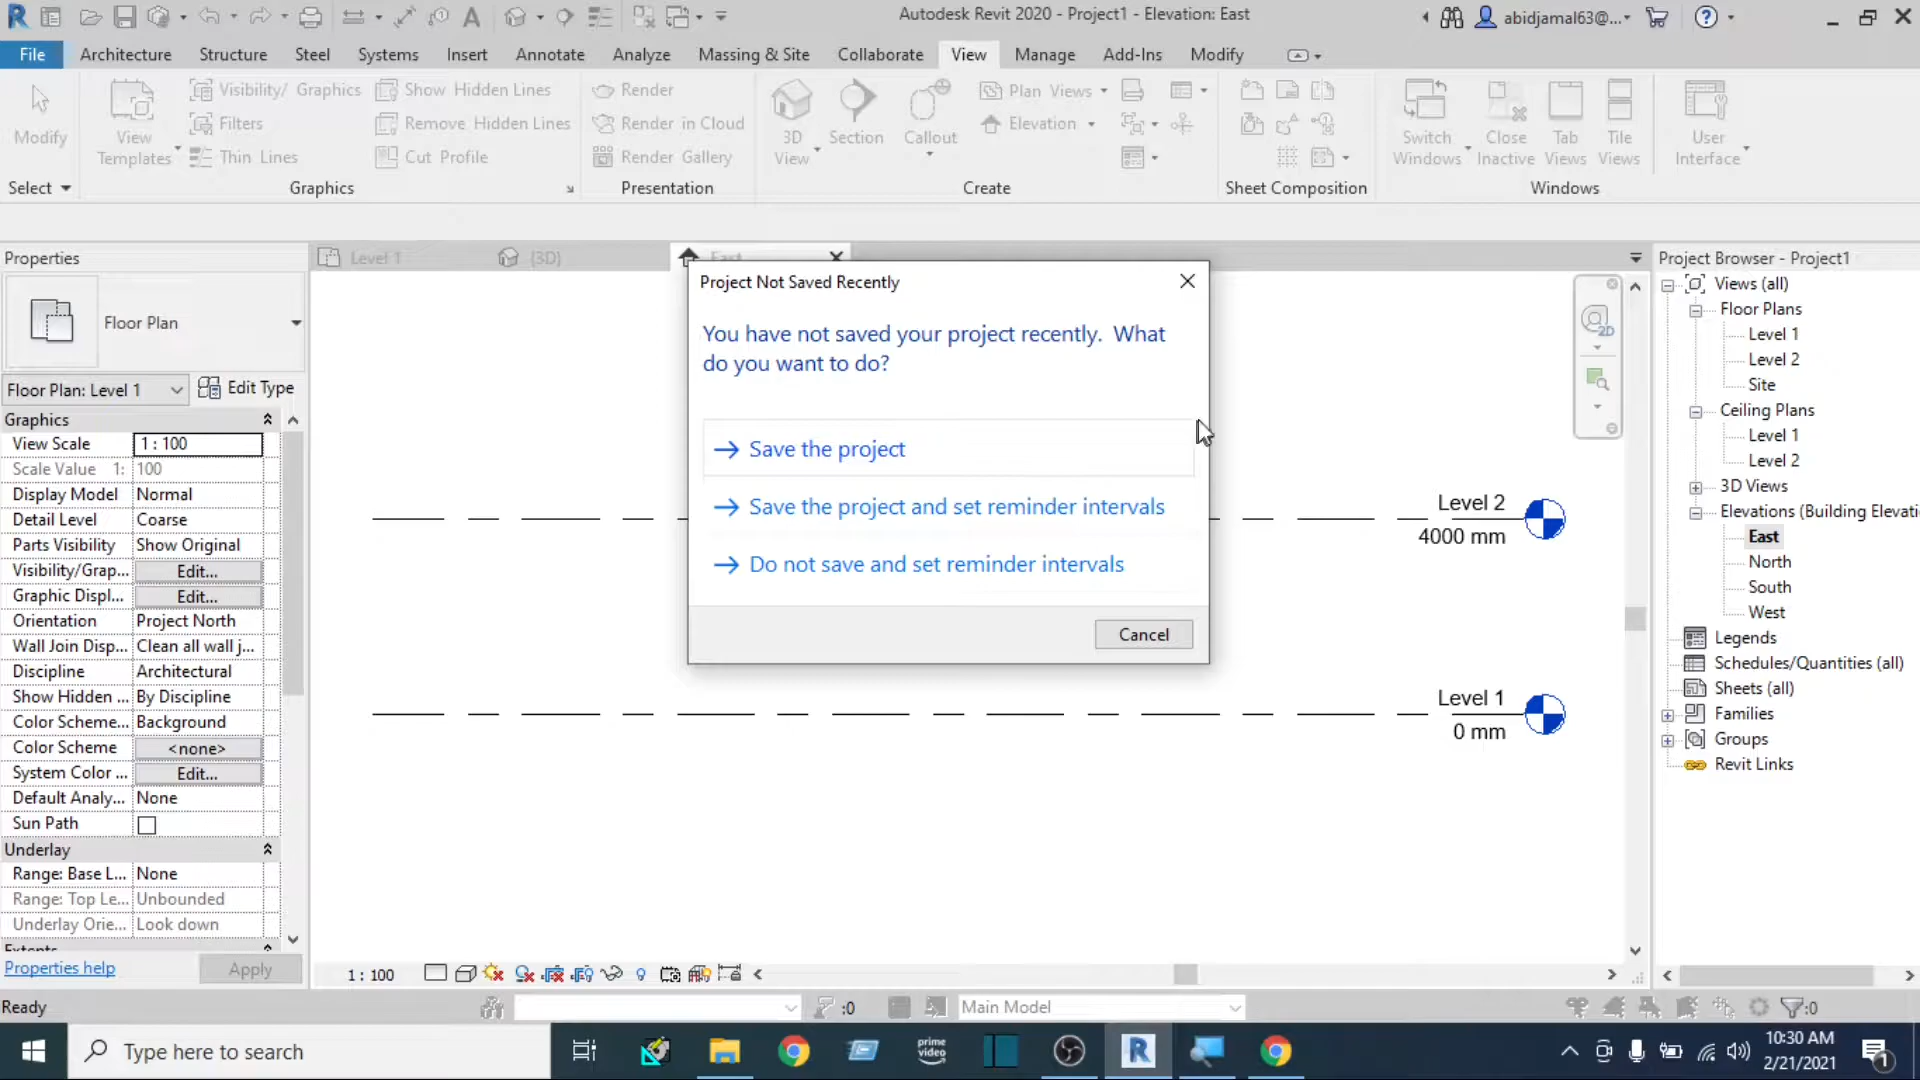 Autodesk Revit 2020 - Project1 - Elevation: East
abidjamal63@...
File Architecture Structure Steel Systems Insert Annotate Analyze Massing & Site Collaborate View Manage Add-Ins Modify
Modify
View
Templates
Visibility/ Graphics
Filters
Thin Lines
Show Hidden Lines
Remove Hidden Lines
Cut Profile
Render
Render in Cloud
Render Gallery
3D
View
Section
Callout
Plan Views
Elevation
Switch
Windows
Close
Inactive
Tab
Views
Tile
Views
User
Interface
Select
Graphics
Presentation
Create
Sheet Composition
Windows
Properties
Floor Plan
Floor Plan: Level 1
Edit Type
Graphics
View Scale 1 : 100
Scale Value 1: 100
Display Model Normal
Detail Level Coarse
Parts Visibility Show Original
Visibility/Grap... Edit...
Graphic Displ... Edit...
Orientation Project North
Wall Join Disp... Clean all wall j...
Discipline Architectural
Show Hidden ... By Discipline
Color Scheme... Background
Color Scheme <none>
System Color ... Edit...
Default Analy... None
Sun Path
Underlay
Range: Base L... None
Range: Top Le... Unbounded
Underlay Orie... Look down
Extents
Properties help
Apply
Level 1
{3D}
East
Project Not Saved Recently
You have not saved your project recently. What
do you want to do?
Save the project
Save the project and set reminder intervals
Do not save and set reminder intervals
Cancel
2D
Level 2
4000 mm
Level 1
0 mm
1 : 100
Project Browser - Project1
Views (all)
Floor Plans
Level 1
Level 2
Site
Ceiling Plans
Level 1
Level 2
3D Views
Elevations (Building Elevati
East
North
South
West
Legends
Schedules/Quantities (all)
Sheets (all)
Families
Groups
Revit Links
Ready
:0
Main Model
:0
Type here to search
prime
video
10:30 AM
2/21/2021
1